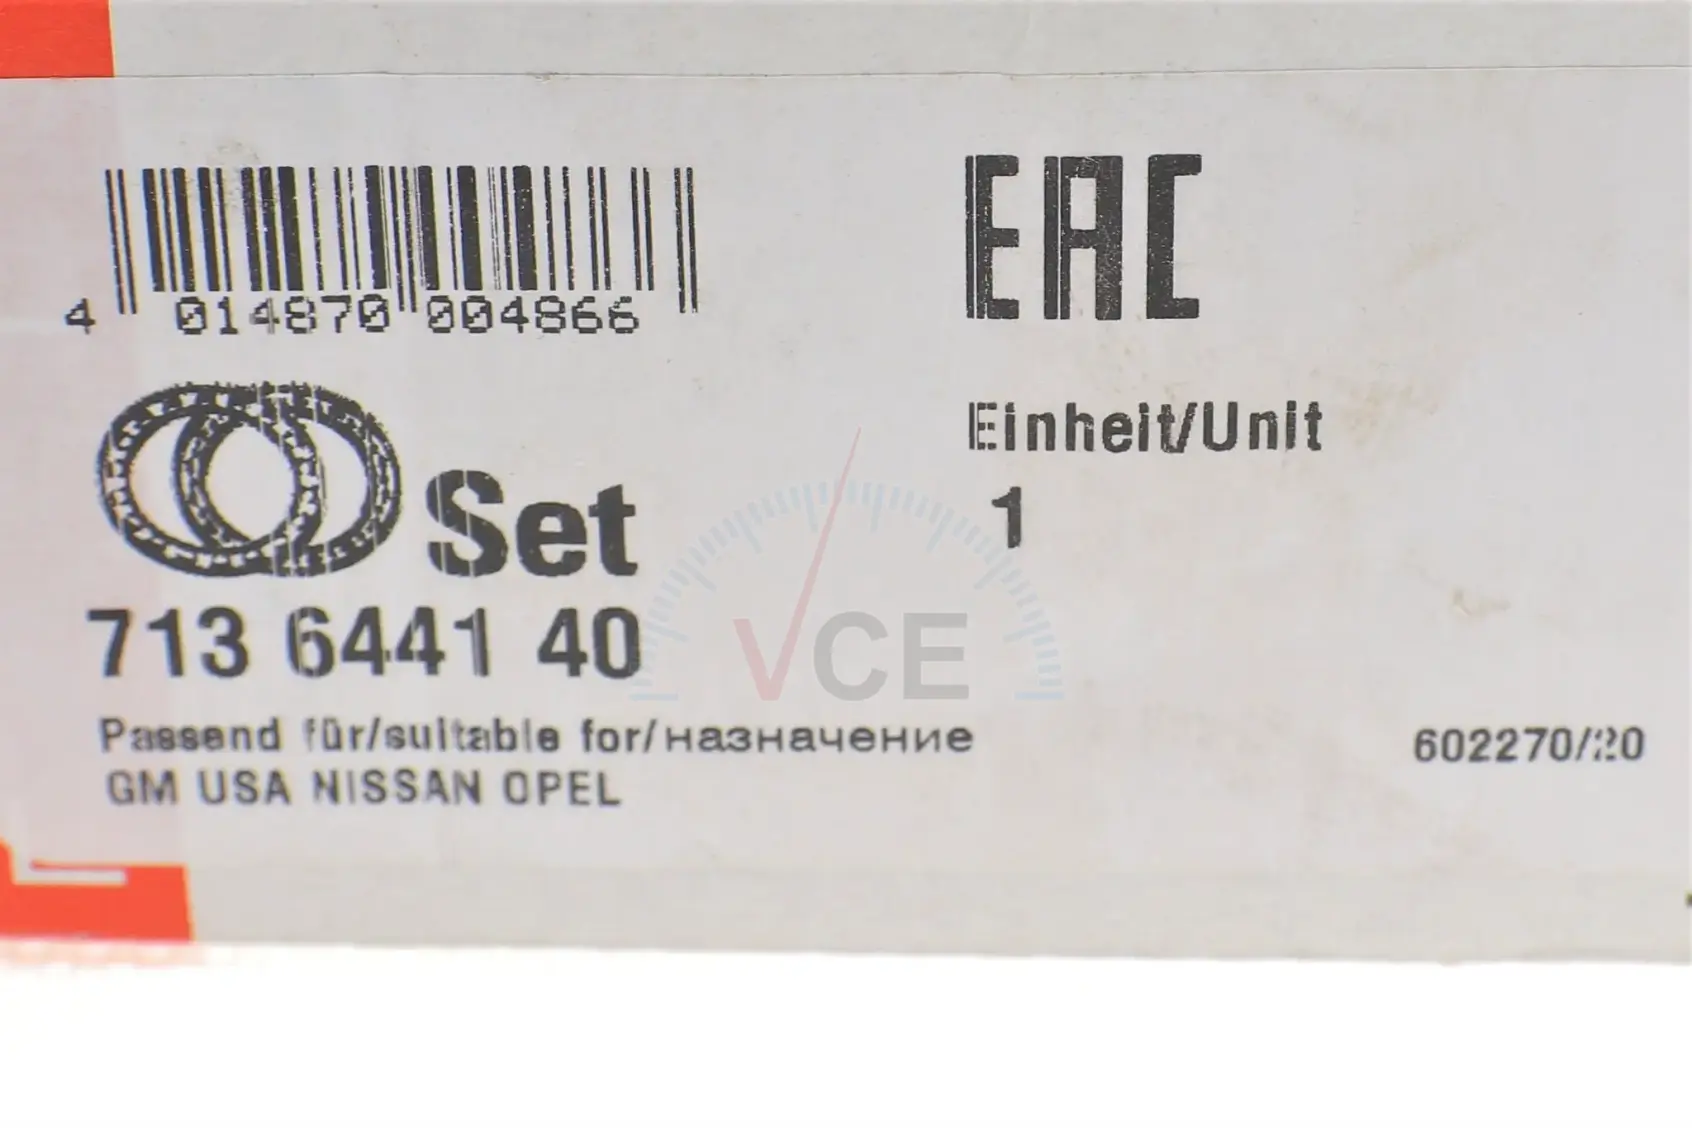 EAC
4 014870 004866
Einheit/Unit
1
Set
713 6441 40
VCE
Passend für/suitable for/назначение
602270/20
GM USA NISSAN OPEL